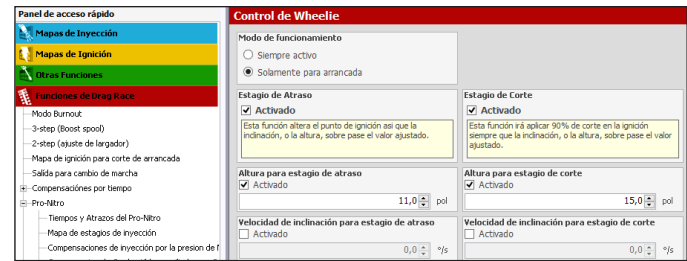 Panel de acceso rápido
Mapas de Inyección
Mapas de Ignición
Otras Funciones
Funciones de Drag Race
Modo Burnout
3-step (Boost spool)
2-step (ajuste de largador)
Mapa de ignición para corte de arrancada
Salida para cambio de marcha
Compensaciónes por tiempo
Pro-Nitro
Tiempos y Atrazos del Pro-Nitro
Mapa de estagios de inyección
Compensaciones de inyección por la presion de
Control de Wheelie
Modo de funcionamiento
Siempre activo
Solamente para arrancada
Estagio de Atraso
Activado
Esta función altera el punto de ignición asi que la
inclinación, o la altura, sobre pase el valor ajustado.
Estagio de Corte
Activado
Esta función irá aplicar 90% de corte en la ignición
siempre que la inclinación, o la altura, sobre pase el valor
ajustado.
Altura para estagio de atraso
Activado
11,0 pol
Altura para estagio de corte
Activado
15,0 pol
Velocidad de inclinación para estagio de atraso
Activado
0,0 °/s
Velocidad de inclinación para estagio de corte
Activado
0,0 °/s